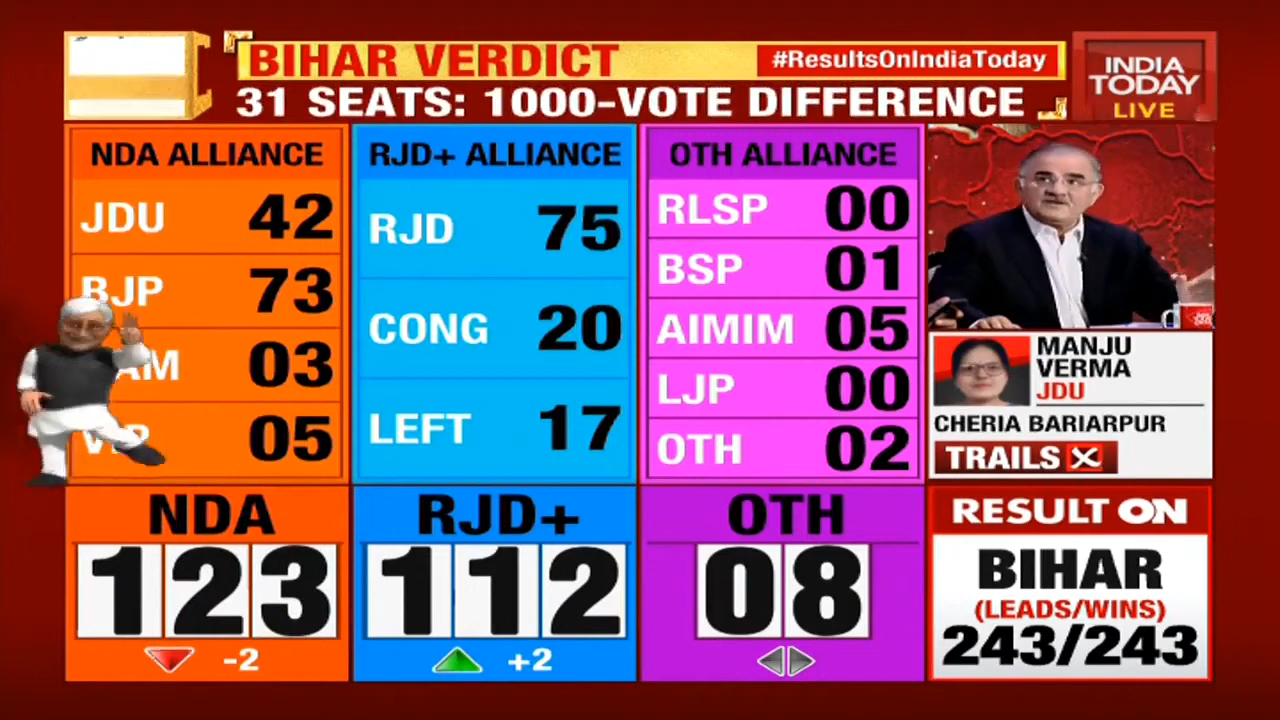 BIHAR VERDICT
#ResultsOnIndiaToday
31 SEATS: 1000-VOTE DIFFERENCE
INDIA
TODAY
LIVE
NDA ALLIANCE
JDU 42
BJP 73
AM 03
05
NDA
123
-2
RJD+ ALLIANCE
RJD 75
CONG 20
LEFT 17
RJD+
112
+2
OTH ALLIANCE
RLSP 00
BSP 01
AIMIM 05
LJP 00
OTH 02
OTH
08
MANJU
VERMA
JDU
CHERIA BARIARPUR
TRAILS
RESULT ON
BIHAR
(LEADS/WINS)
243/243